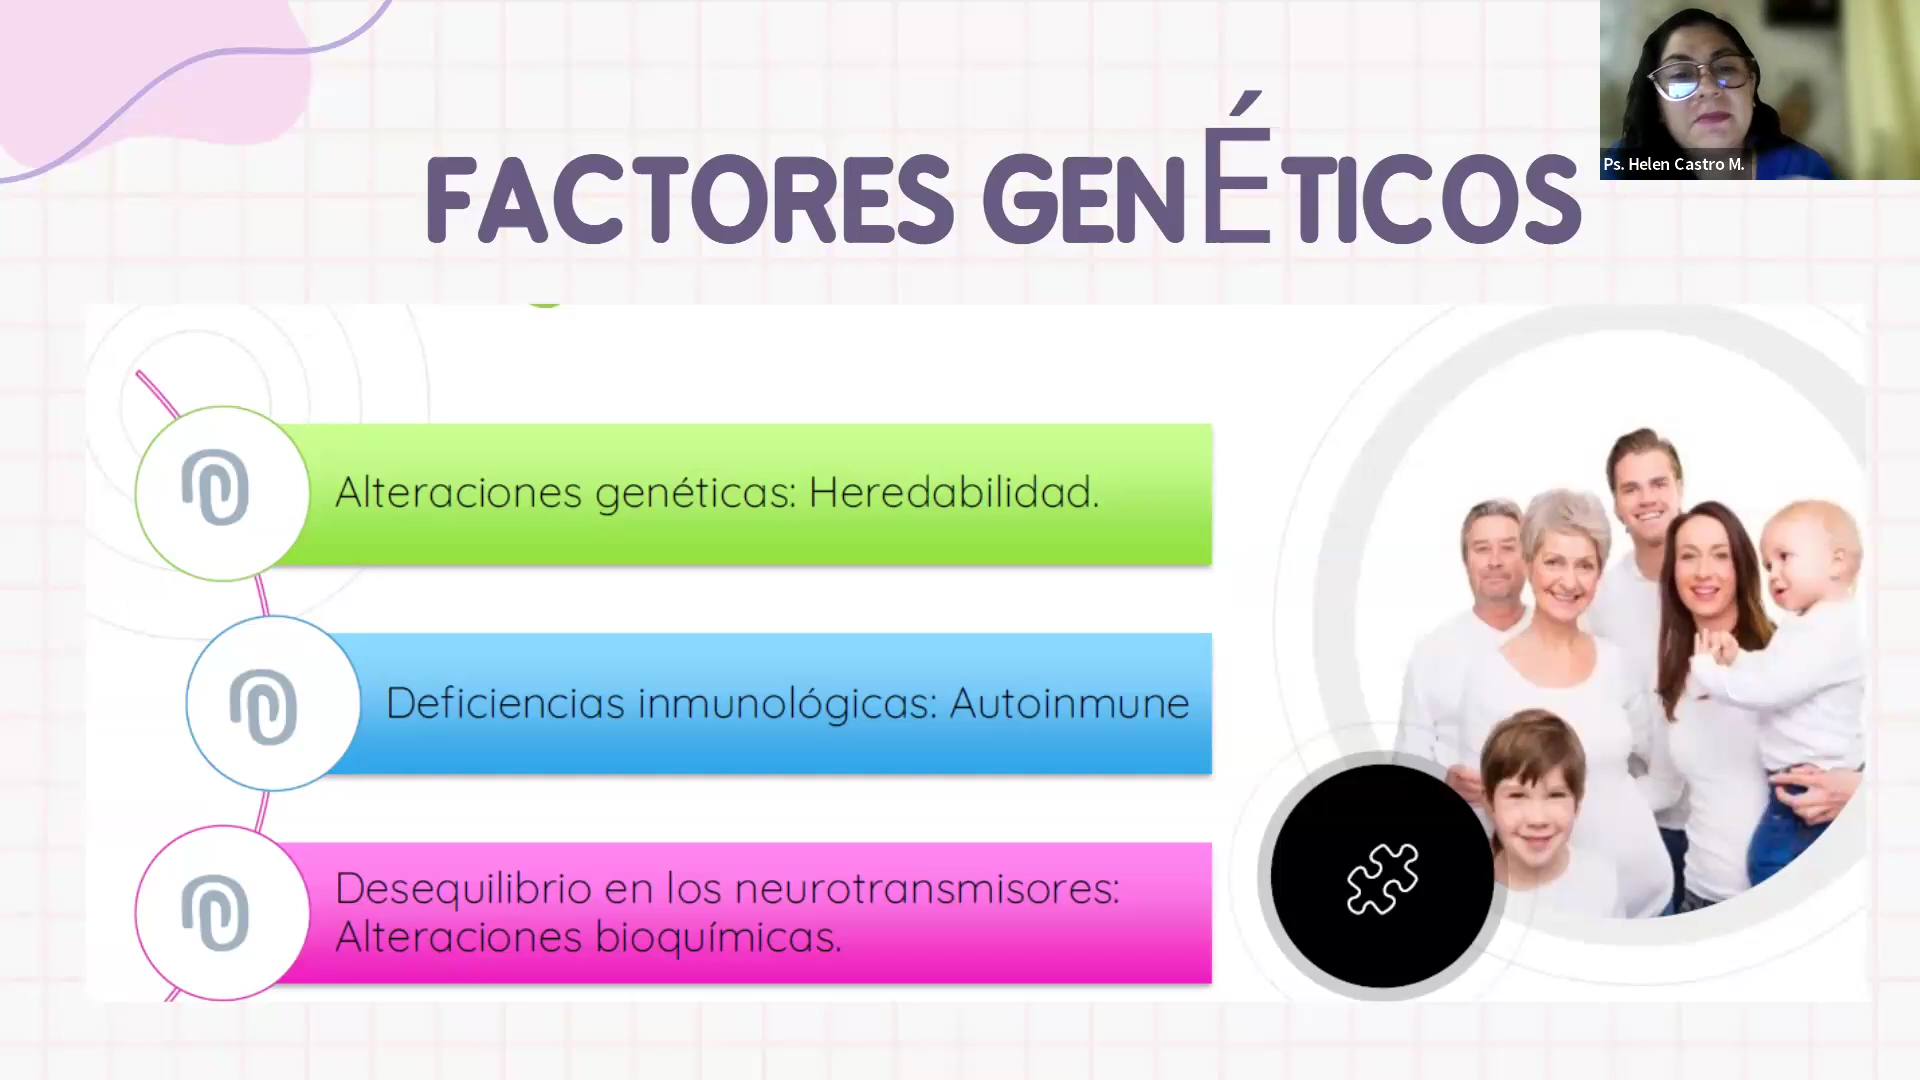 FACTORES GENÉTICOS
Ps. Helen Castro M.
Alteraciones genéticas: Heredabilidad.
Deficiencias inmunológicas: Autoinmune
Desequilibrio en los neurotransmisores:
Alteraciones bioquímicas.